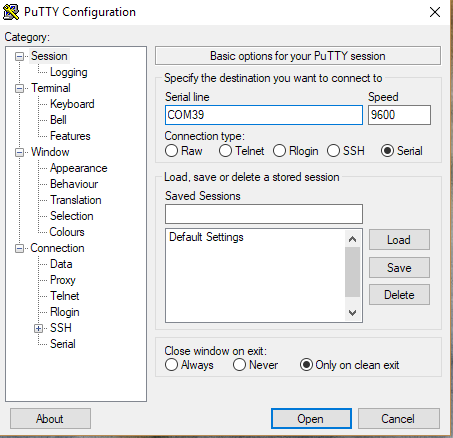 PuTTY Configuration
Category:
Session
Logging
Terminal
Keyboard
Bell
Features
Window
Appearance
Behaviour
Translation
Selection
Colours
Connection
Data
Proxy
Telnet
Rlogin
SSH
Serial
Basic options for your PuTTY session
Specify the destination you want to connect to
Serial line Speed
COM39 9600
Connection type:
Raw Telnet Rlogin SSH Serial
Load, save or delete a stored session
Saved Sessions
Default Settings
Load
Save
Delete
Close window on exit:
Always Never Only on clean exit
About Open Cancel